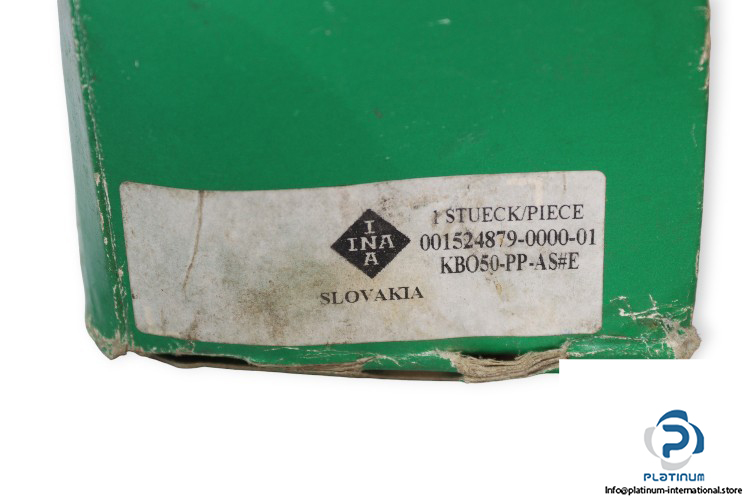 1 STUECK/PIECE
I
INA
A
001524879-0000-01
KBO50-PP-AS#E
SLOVAKIA
PLATINUM
Info@platinum-international.store